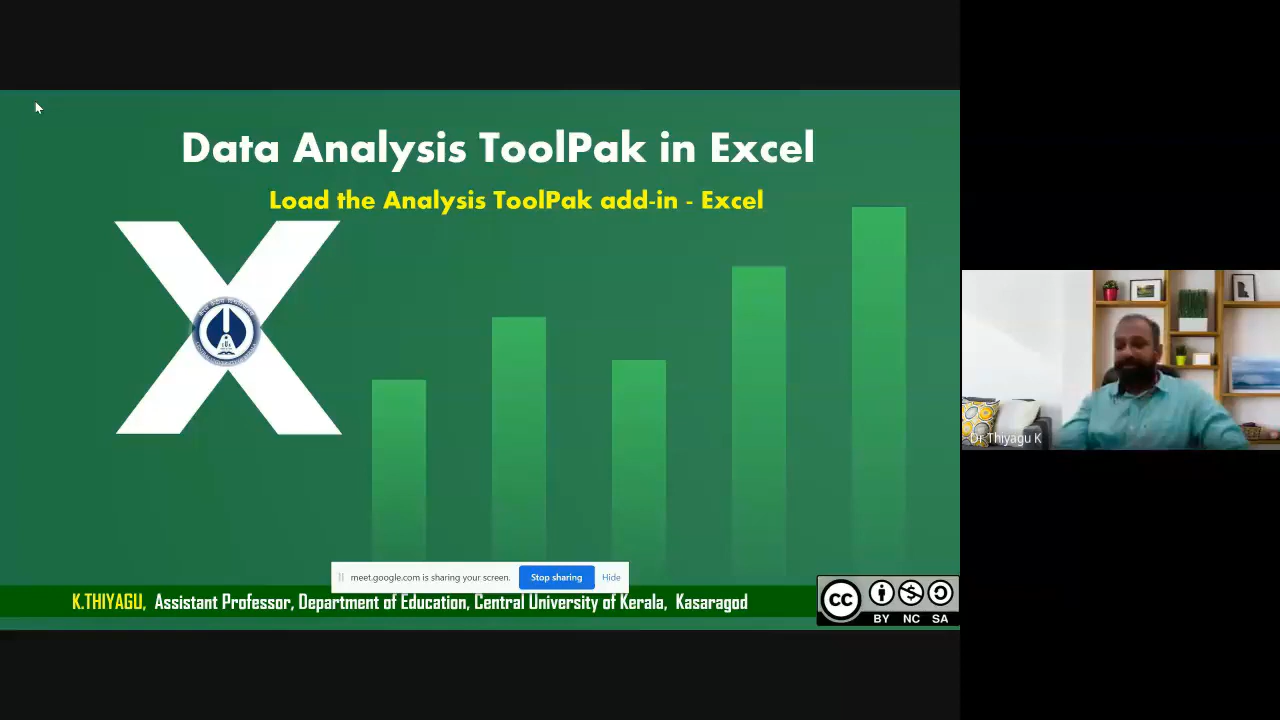 Data Analysis ToolPak in Excel
Load the Analysis ToolPak add-in - Excel
X
Dr Thiyagu K
meet.google.com is sharing your screen. Stop sharing Hide
K.THIYAGU, Assistant Professor, Department of Education, Central University of Kerala, Kasaragod
cc
BY NC SA